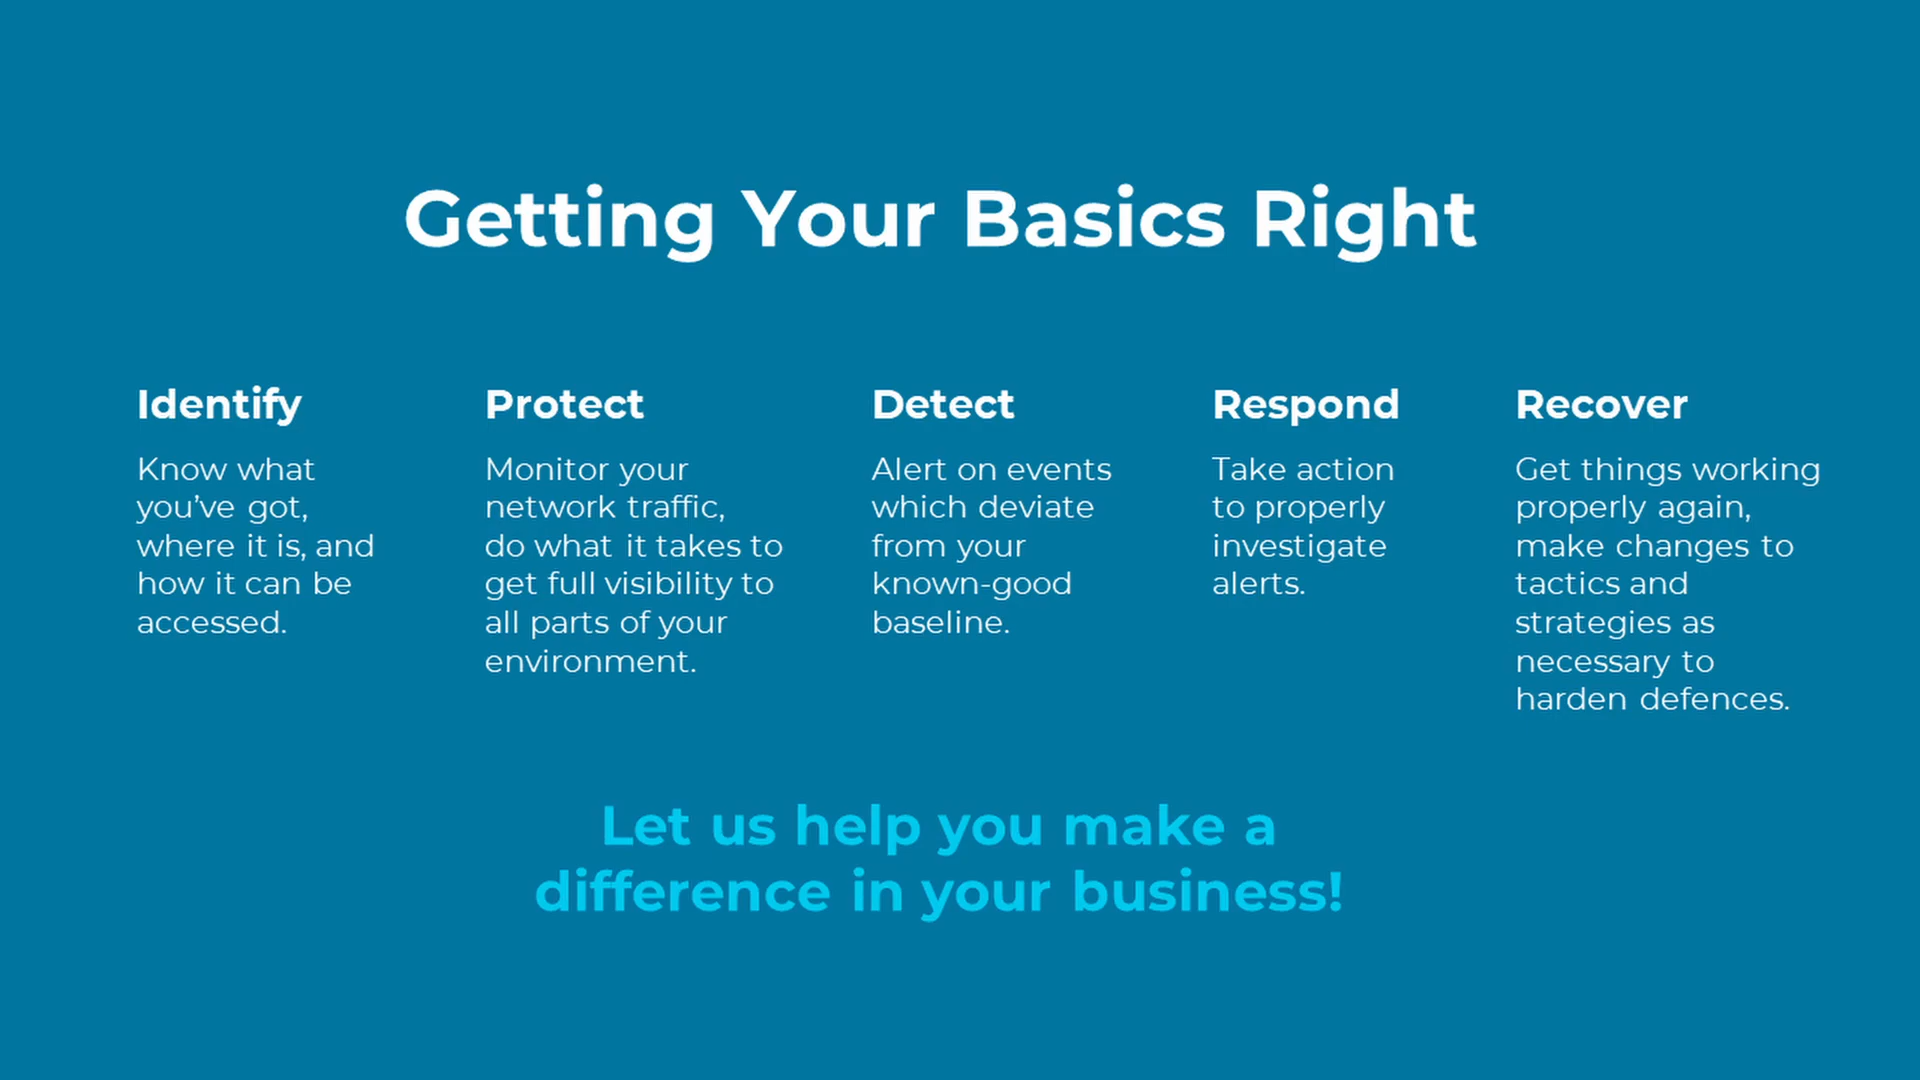 Getting Your Basics Right
Identify
Know what
you’ve got,
where it is, and
how it can be
accessed.
Protect
Monitor your
network traffic,
do what it takes to
get full visibility to
all parts of your
environment.
Detect
Alert on events
which deviate
from your
known-good
baseline.
Respond
Take action
to properly
investigate
alerts.
Recover
Get things working
properly again,
make changes to
tactics and
strategies as
necessary to
harden defences.
Let us help you make a
difference in your business!